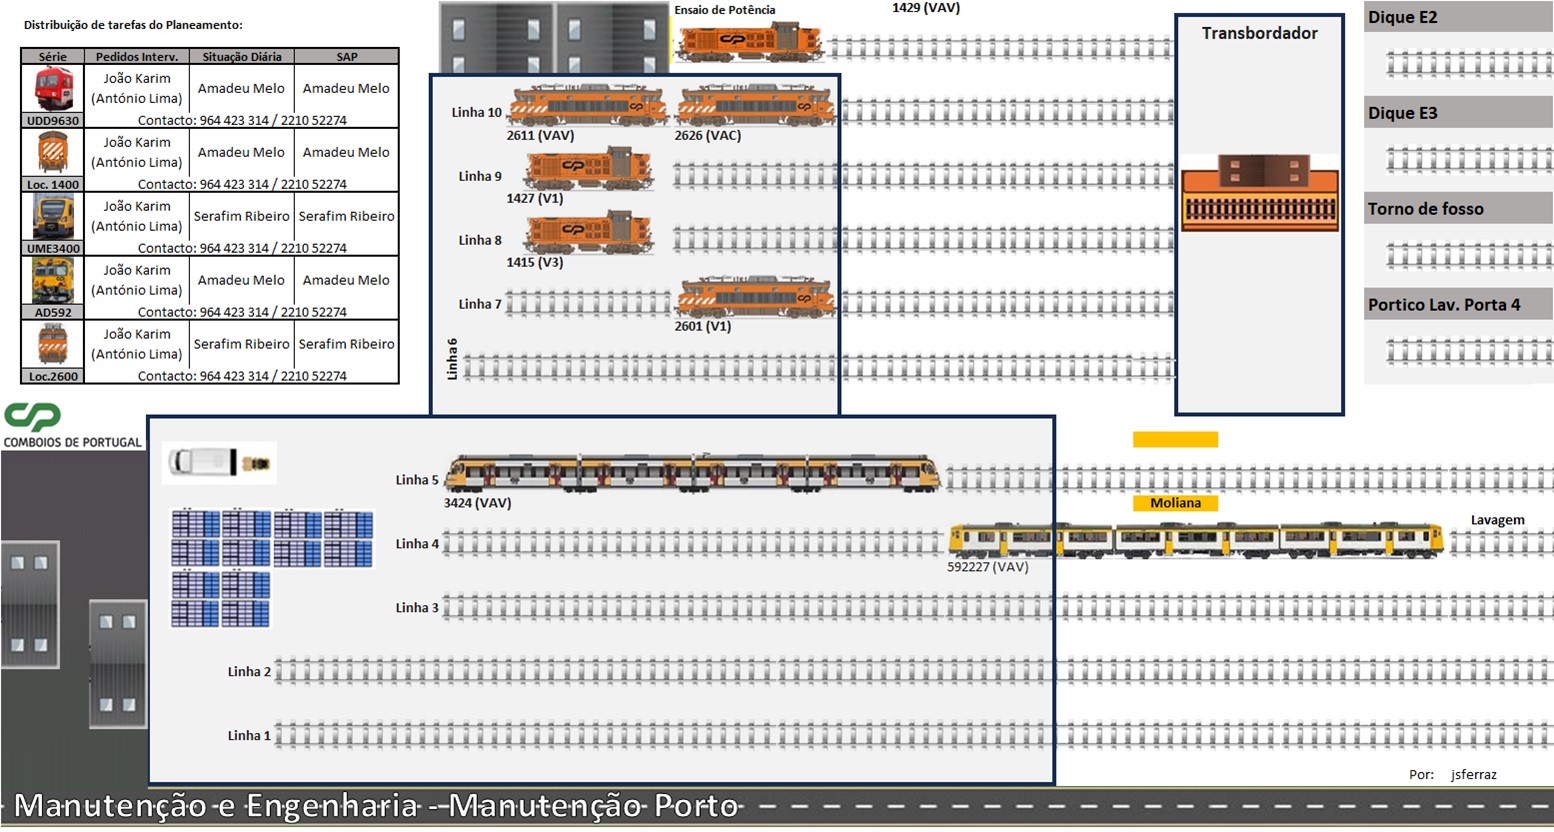 Distribuição de tarefas do Planeamento:
Série Pedidos Interv. Situação Diária SAP
UDD9630 João Karim (António Lima) Amadeu Melo Amadeu Melo
Contacto: 964 423 314 / 2210 52274
Loc. 1400 João Karim (António Lima) Amadeu Melo Amadeu Melo
Contacto: 964 423 314 / 2210 52274
UME3400 João Karim (António Lima) Serafim Ribeiro Serafim Ribeiro
Contacto: 964 423 314 / 2210 52274
AD592 João Karim (António Lima) Amadeu Melo Amadeu Melo
Contacto: 964 423 314 / 2210 52274
Loc.2600 João Karim (António Lima) Serafim Ribeiro Serafim Ribeiro
Contacto: 964 423 314 / 2210 52274
CP
COMBOIOS DE PORTUGAL
Ensaio de Potência
1429 (VAV)
Linha 10
2611 (VAV)
2626 (VAC)
Linha 9
1427 (V1)
Linha 8
1415 (V3)
Linha 7
2601 (V1)
Linha 6
Transbordador
Dique E2
Dique E3
Torno de fosso
Portico Lav. Porta 4
Linha 5
3424 (VAV)
Moliana
Linha 4
592227 (VAV)
Lavagem
Linha 3
Linha 2
Linha 1
Por: jsferraz
Manutenção e Engenharia - Manutenção Porto